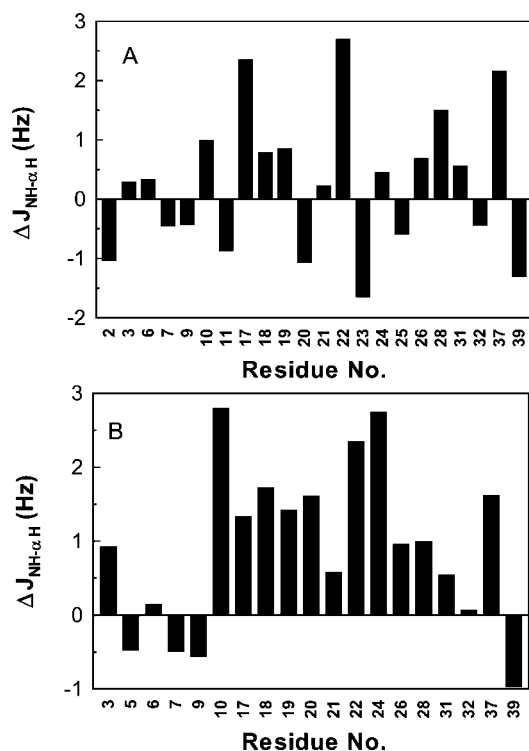 A
3
2
1
0
-1
-2
ΔJNH-αH (Hz)
2 3 6 7 9 10 11 17 18 19 20 21 22 23 24 25 26 28 31 32 37 39
Residue No.
B
3
2
1
0
-1
ΔJNH-αH (Hz)
3 5 6 7 9 10 17 18 19 20 21 22 24 26 28 31 32 37 39
Residue No.